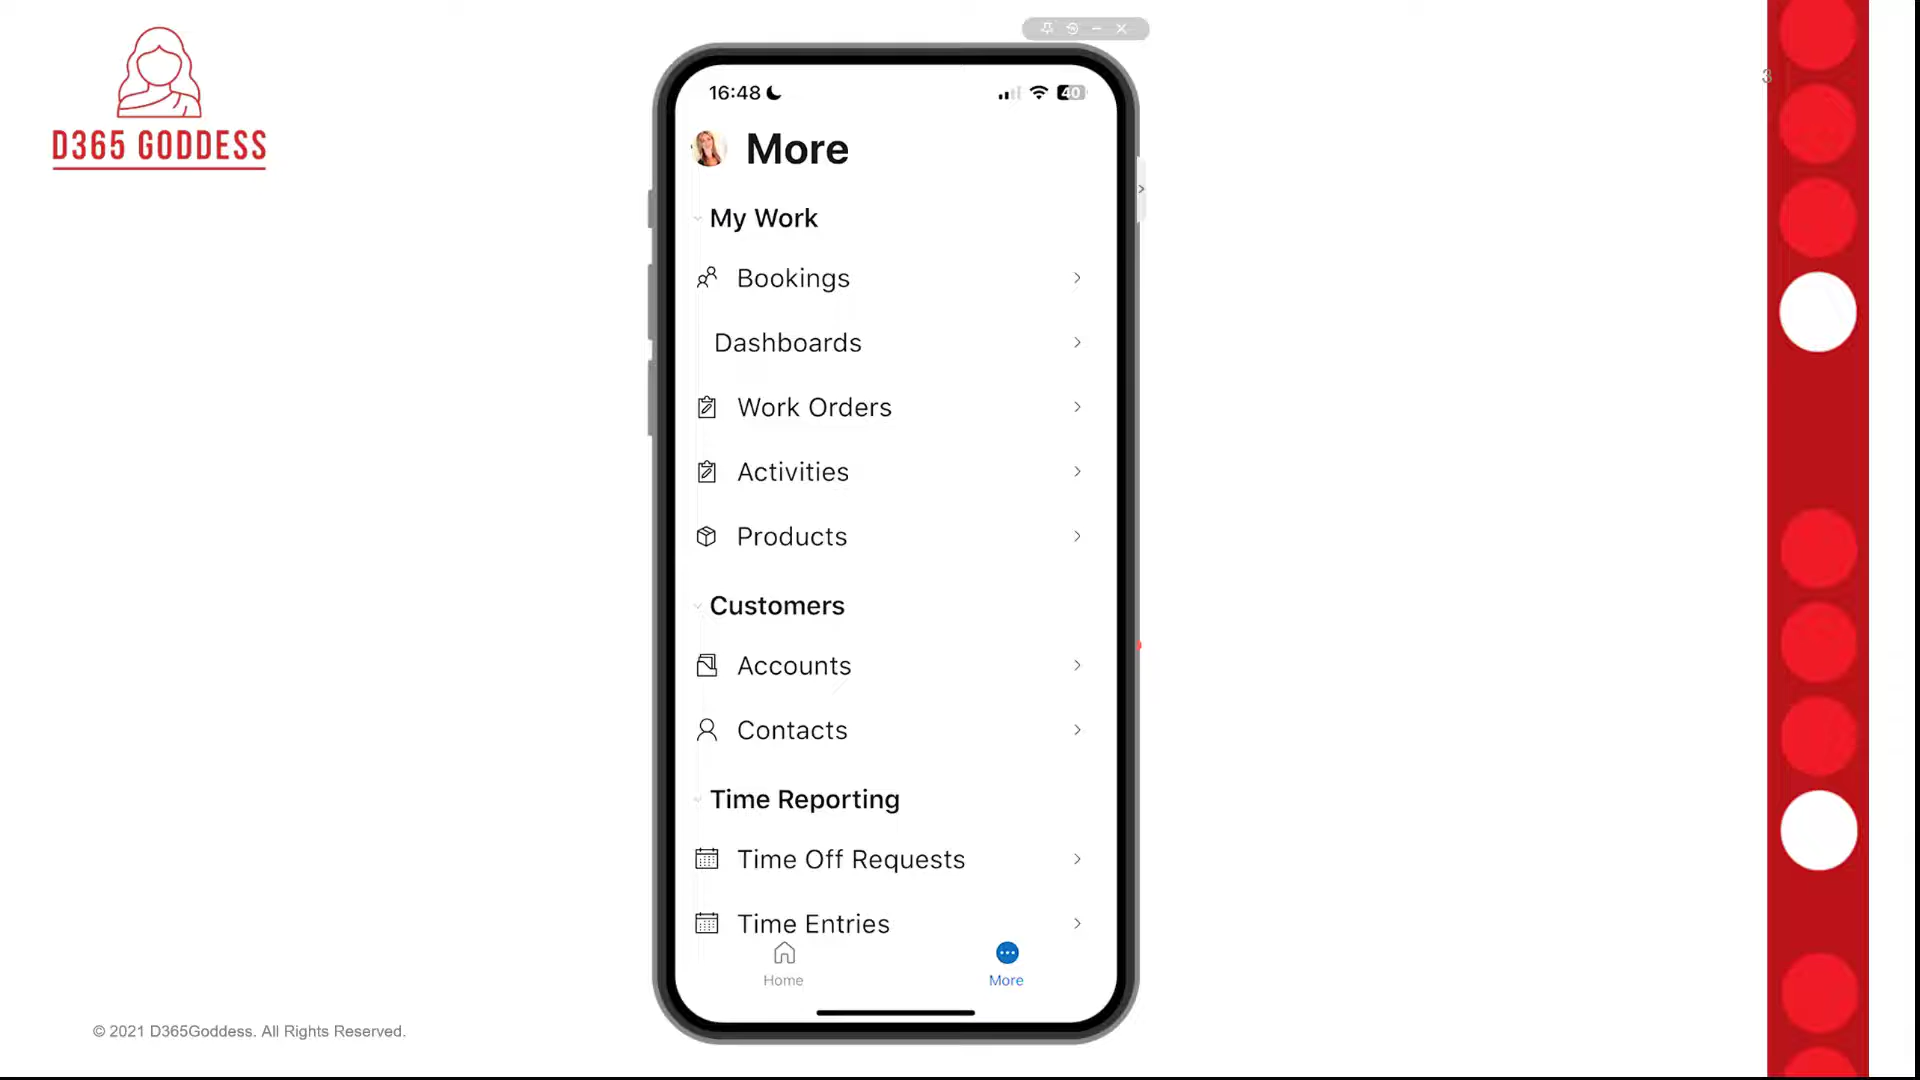 D365 GODDESS
3
16:48
40
More
My Work
Bookings
Dashboards
Work Orders
Activities
Products
Customers
Accounts
Contacts
Time Reporting
Time Off Requests
Time Entries
Home
More
© 2021 D365Goddess. All Rights Reserved.